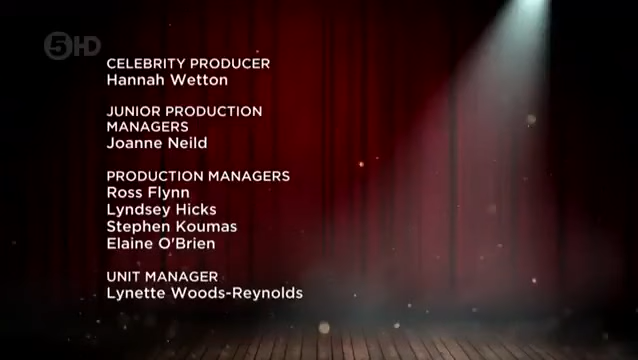 5HD
CELEBRITY PRODUCER
Hannah Wetton
JUNIOR PRODUCTION
MANAGERS
Joanne Neild
PRODUCTION MANAGERS
Ross Flynn
Lyndsey Hicks
Stephen Koumas
Elaine O'Brien
UNIT MANAGER
Lynette Woods-Reynolds